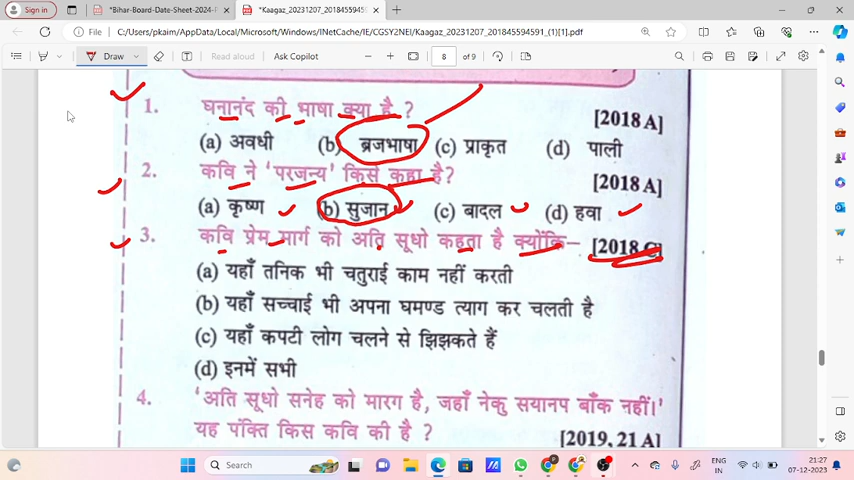 Sign in
*Bihar-Board-Date-Sheet-2024-P
*Kaagaz_20231207_201845594591
File
C:/Users/pkaim/AppData/Local/Microsoft/Windows/INetCache/IE/CGSY2NEI/Kaagaz_20231207_201845594591_(1)[1].pdf
Draw
Read aloud
Ask Copilot
8
of 9
1. घनानंद की भाषा क्या है ?
[2018 A]
(a) अवधी (b) ब्रजभाषा (c) प्राकृत (d) पाली
2. कवि ने 'परजन्य' किसे कहा है?
[2018 A]
(a) कृष्ण (b) सुजान (c) बादल (d) हवा
3. कवि प्रेम मार्ग को अति सूधो कहता है क्योंकि– [2018 C]
(a) यहाँ तनिक भी चतुराई काम नहीं करती
(b) यहाँ सच्चाई भी अपना घमण्ड त्याग कर चलती है
(c) यहाँ कपटी लोग चलने से झिझकते हैं
(d) इनमें सभी
4. 'अति सूधो सनेह को मारग है, जहाँ नेकु सयानप बाँक नहीं।'
यह पंक्ति किस कवि की है ?
[2019, 21 A]
Search
ENG
IN
21:27
07-12-2023